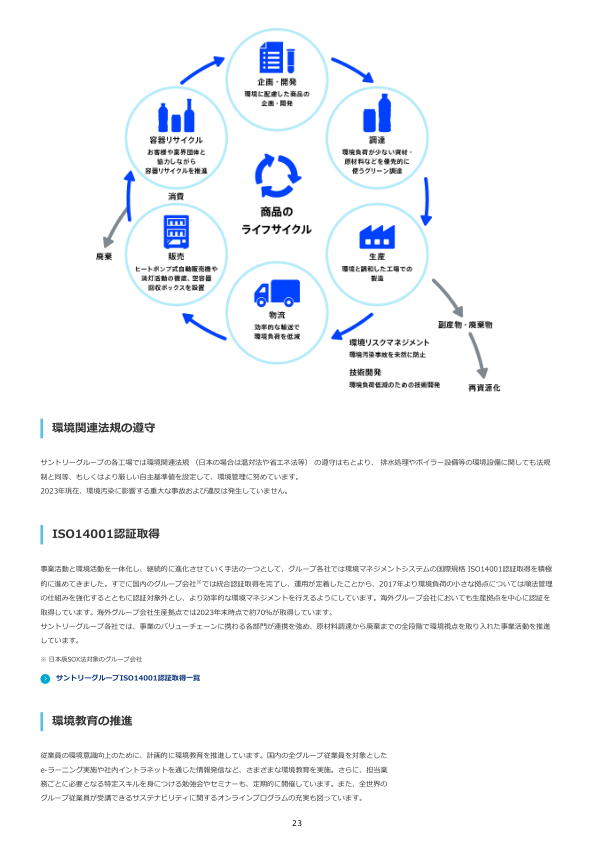 企画・開発
環境に配慮した商品の
企画・開発
調達
環境負荷が少ない資材・
原材料などを優先的に
使うグリーン調達
生産
環境と調和した工場での
製造
副産物・廃棄物
再資源化
環境リスクマネジメント
環境汚染事故を未然に防止
技術開発
環境負荷低減のための技術開発
物流
効率的な輸送で
環境負荷を低減
販売
ヒートポンプ式自動販売機や
消灯活動の徹底、空容器
回収ボックスを設置
消費
廃棄
容器リサイクル
お客様や業界団体と
協力しながら
容器リサイクルを推進
商品の
ライフサイクル
環境関連法規の遵守
サントリーグループの各工場では環境関連法規 （日本の場合は温対法や省エネ法等） の遵守はもとより、 排水処理やボイラー設備等の環境設備に関しても法規
制と同等、もしくはより厳しい自主基準値を設定して、環境管理に努めています。
2023年現在、環境汚染に影響する重大な事故および違反は発生していません。
ISO14001認証取得
事業活動と環境活動を一体化し、継続的に進化させていく手法の一つとして、グループ各社では環境マネジメントシステムの国際規格 ISO14001認証取得を積極
的に進めてきました。すでに国内のグループ会社※では統合認証取得を完了し、運用が定着したことから、2017年より環境負荷の小さな拠点については順法管理
の仕組みを強化するとともに認証対象外とし、より効率的な環境マネジメントを行えるようにしています。海外グループ会社においても生産拠点を中心に認証を
取得しています。海外グループ会社生産拠点では2023年末時点で約70％が取得しています。
サントリーグループ各社では、事業のバリューチェーンに携わる各部門が連携を強め、原材料調達から廃棄までの全段階で環境視点を取り入れた事業活動を推進
しています。
※ 日本版SOX法対象のグループ会社
サントリーグループISO14001認証取得一覧
環境教育の推進
従業員の環境意識向上のために、計画的に環境教育を推進しています。国内の全グループ従業員を対象とした
e-ラーニング実施や社内イントラネットを通じた情報発信など、さまざまな環境教育を実施。さらに、担当業
務ごとに必要となる特定スキルを身につける勉強会やセミナーも、定期的に開催しています。また、全世界の
グループ従業員が受講できるサステナビリティに関するオンラインプログラムの充実も図っています。
23